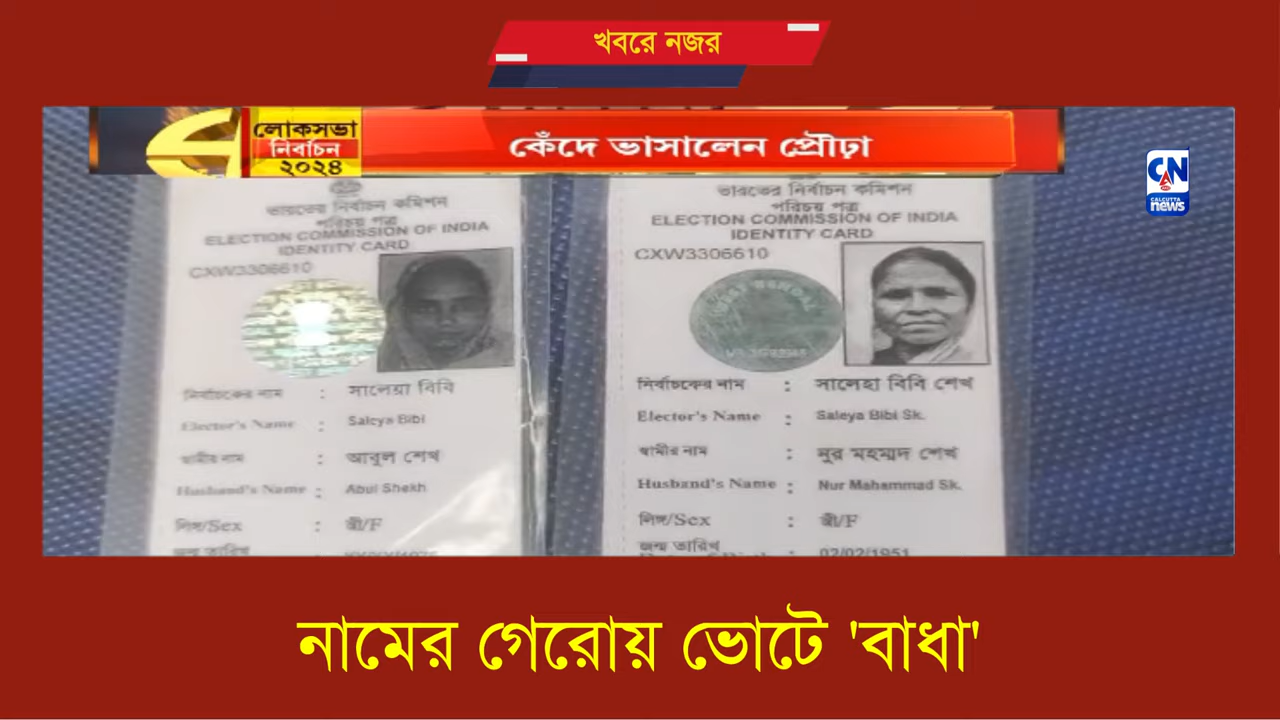 খবরে নজর
লোকসভা
নির্বাচন
২০২৪
কেঁদে ভাসালেন প্রৌঢ়া
CN
CALCUTTA
news
ভারতের নির্বাচন কমিশন
পরিচয় পত্র
ELECTION COMMISSION OF INDIA
IDENTITY CARD
CXW3306610
নির্বাচকের নাম : সালেয়া বিবি
Elector's Name : Saleya Bibi
স্বামীর নাম : আবুল শেখ
Husband's Name : Abul Shekh
লিঙ্গ/Sex : স্ত্রী/F
জন্ম তারিখ
ভারতের নির্বাচন কমিশন
পরিচয় পত্র
ELECTION COMMISSION OF INDIA
IDENTITY CARD
CXW3306610
নির্বাচকের নাম : সালেহা বিবি শেখ
Elector's Name : Saleya Bibi Sk.
স্বামীর নাম : নুর মহম্মদ শেখ
Husband's Name : Nur Mahammad Sk.
লিঙ্গ/Sex : স্ত্রী/F
জন্ম তারিখ
02/02/1951
নামের গেরোয় ভোটে 'বাধা'